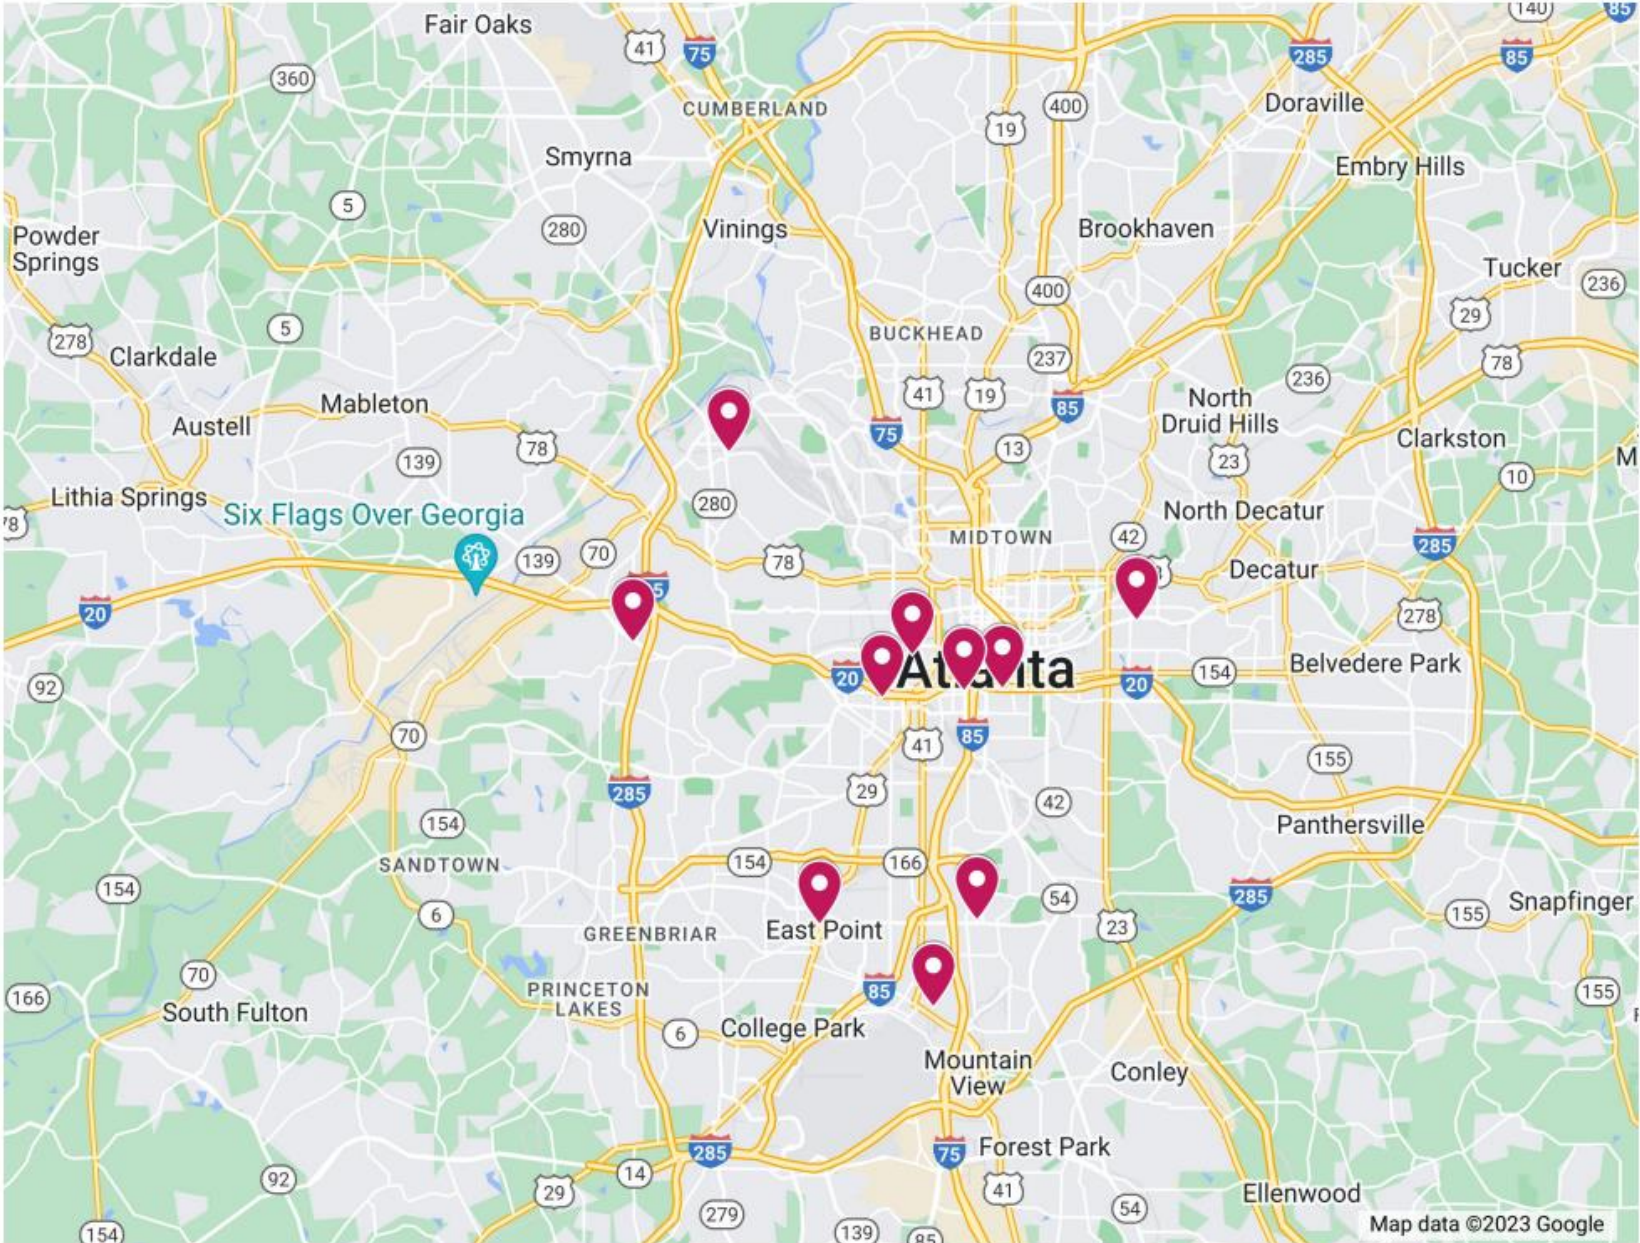 Fair Oaks
41
75
140
85
360
285
85
CUMBERLAND
400
Doraville
19
Smyrna
Embry Hills
5
280
Vinings
Brookhaven
Powder
Springs
Tucker
236
400
29
5
278
BUCKHEAD
Clarkdale
237
78
236
41
19
Mableton
85
North
Druid Hills
Austell
75
78
13
Clarkston
139
23
M
10
Lithia Springs
280
Six Flags Over Georgia
78
North Decatur
MIDTOWN
42
285
139
70
78
Decatur
20
278
Atlanta
20
154
Belvedere Park
20
92
70
41
85
155
285
29
42
154
Panthersville
SANDTOWN
154
166
154
285
54
Snapfinger
6
155
East Point
23
GREENBRIAR
70
85
166
PRINCETON
LAKES
155
South Fulton
6
College Park
Mountain
View
Conley
285
75
Forest Park
14
92
29
41
Ellenwood
279
54
154
139
85
Map data ©2023 Google